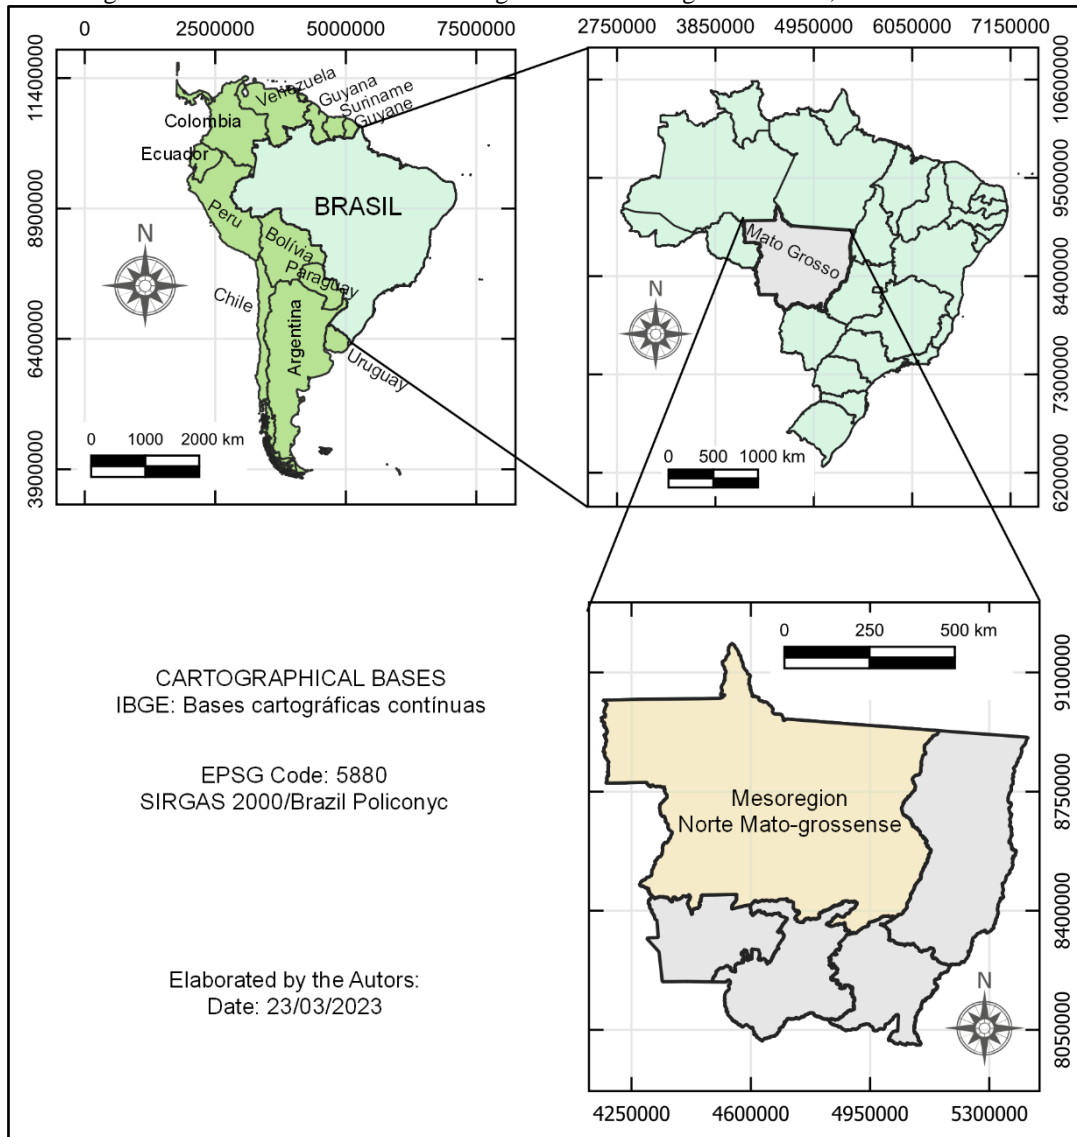 0 2500000 5000000 7500000
11400000
8900000
6400000
3900000
Venezuela
Guyana
Suriname
Guyane
Colombia
Ecuador
Peru
BRASIL
Bolívia
Paraguay
Chile
Argentina
Uruguay
N
0 1000 2000 km
2750000 3850000 4950000 6050000 7150000
10600000
9500000
8400000
7300000
6200000
Mato Grosso
N
0 500 1000 km
CARTOGRAPHICAL BASES
IBGE: Bases cartográficas contínuas
EPSG Code: 5880
SIRGAS 2000/Brazil Policonyc
Elaborated by the Autors:
Date: 23/03/2023
0 250 500 km
9100000
8750000
8400000
8050000
Mesoregion
Norte Mato-grossense
N
4250000 4600000 4950000 5300000